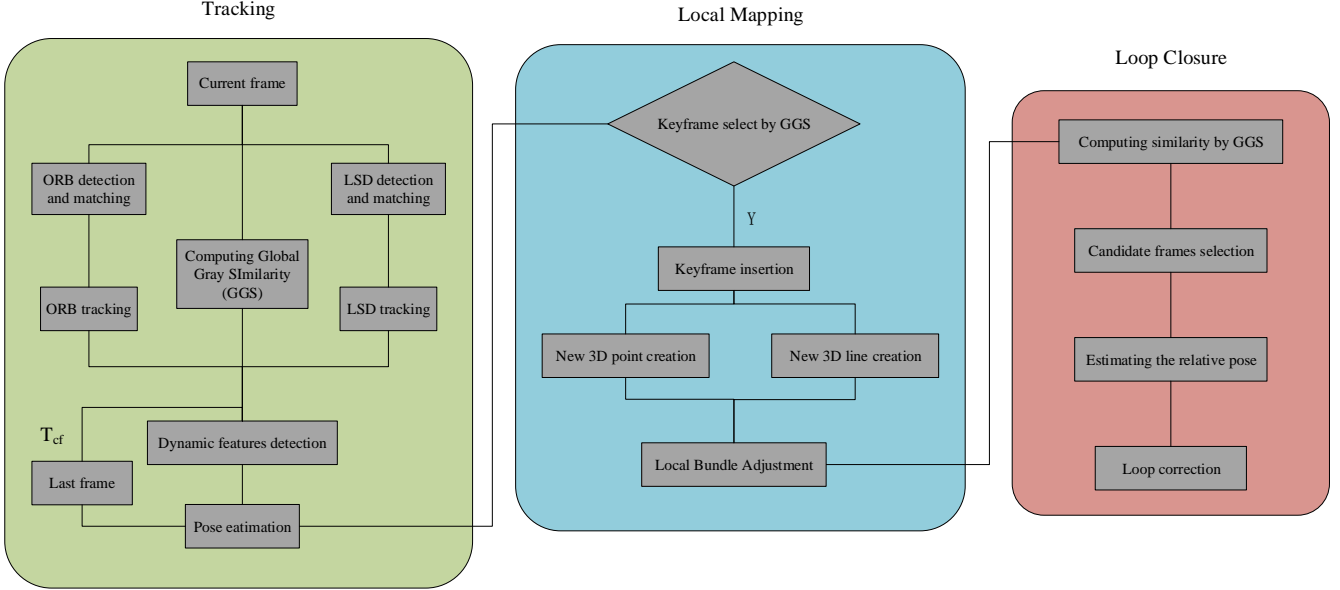 Tracking
Current frame
ORB detection
and matching
LSD detection
and matching
Computing Global
Gray SImilarity
(GGS)
ORB tracking
LSD tracking
Tcf
Dynamic features detection
Last frame
Pose eatimation
Local Mapping
Keyframe select by GGS
Y
Keyframe insertion
New 3D point creation
New 3D line creation
Local Bundle Adjustment
Loop Closure
Computing similarity by GGS
Candidate frames selection
Estimating the relative pose
Loop correction